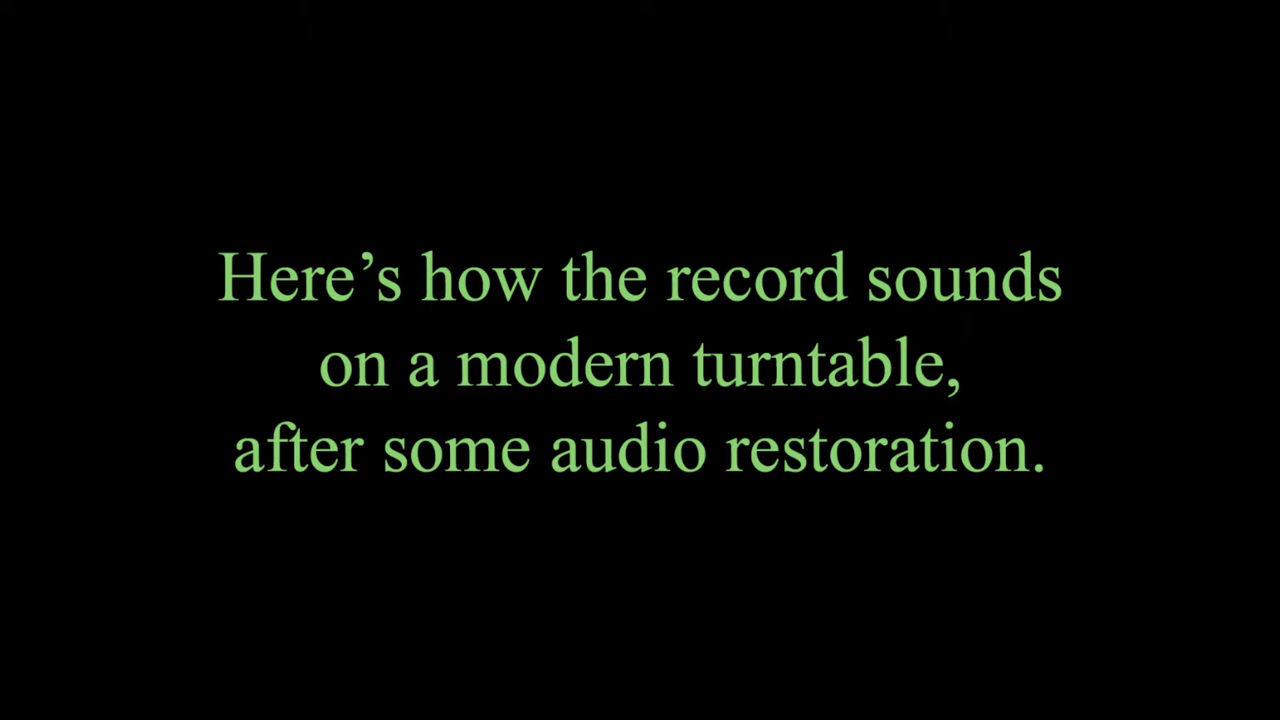 Here’s how the record sounds
on a modern turntable,
after some audio restoration.